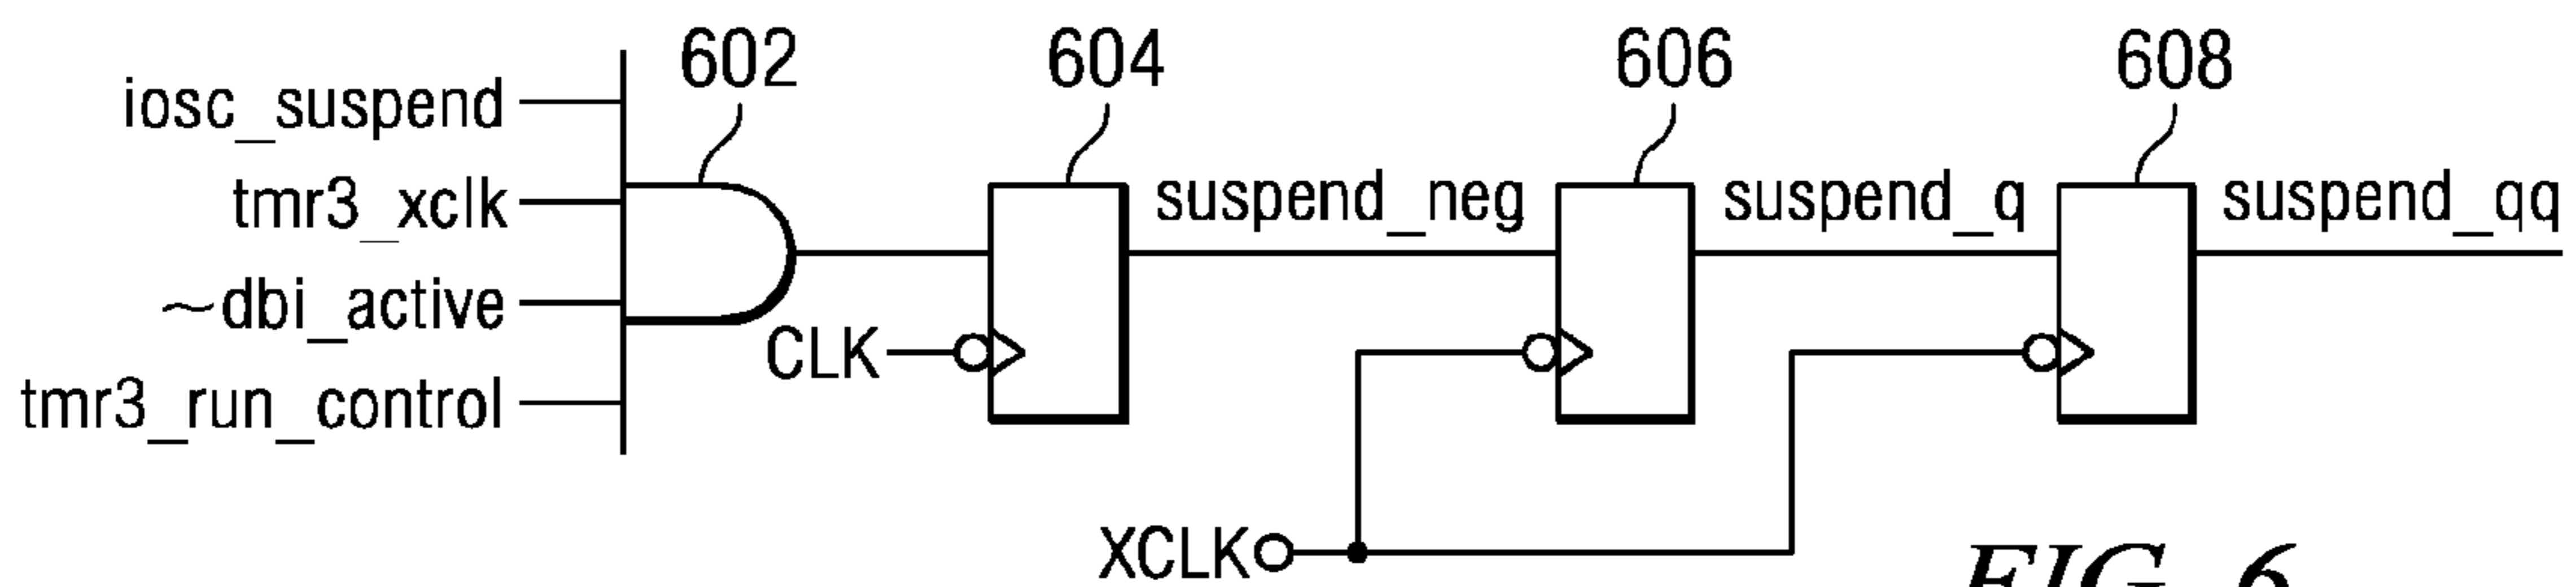 602
604
606
608
iosc_suspend
tmr3_xclk
~dbi_active
tmr3_run_control
suspend_neg
suspend_q
suspend_qq
CLK
XCLK
FIG. 6